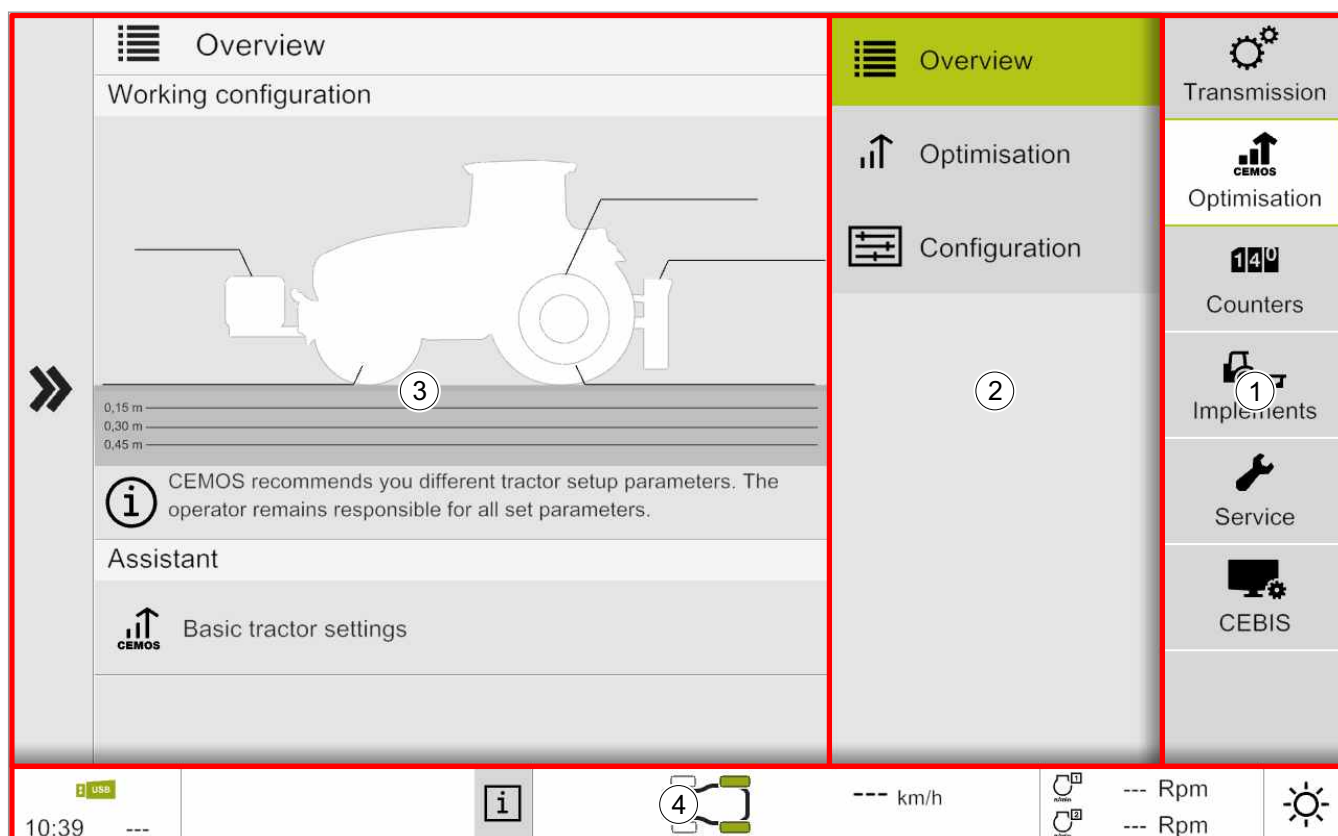 Overview
Working configuration
0,15 m
0,30 m
0,45 m
3
CEMOS recommends you different tractor setup parameters. The
operator remains responsible for all set parameters.
Assistant
CEMOS
Basic tractor settings
Overview
Optimisation
Configuration
2
Transmission
CEMOS
Optimisation
140
Counters
1
Implements
Service
CEBIS
USB
10:39 ---
i
4
--- km/h
1 --- Rpm
2 --- Rpm